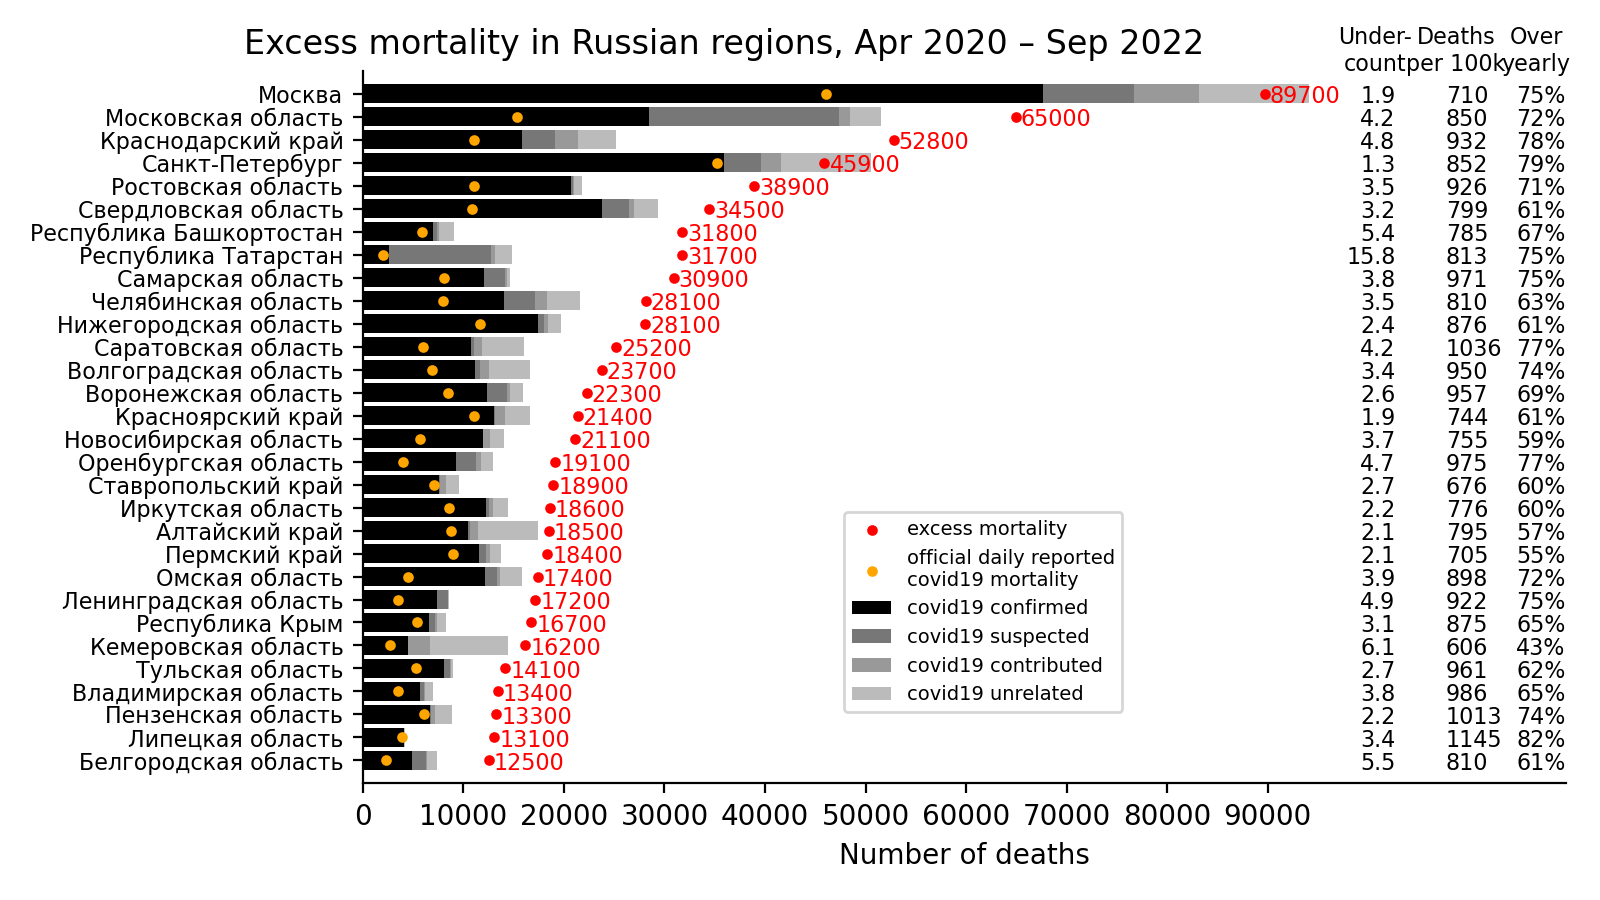 Excess mortality in Russian regions, Apr 2020 – Sep 2022
Under-count Deaths per 100k Over yearly
Москва 89700 1.9 710 75%
Московская область 65000 4.2 850 72%
Краснодарский край 52800 4.8 932 78%
Санкт-Петербург 45900 1.3 852 79%
Ростовская область 38900 3.5 926 71%
Свердловская область 34500 3.2 799 61%
Республика Башкортостан 31800 5.4 785 67%
Республика Татарстан 31700 15.8 813 75%
Самарская область 30900 3.8 971 75%
Челябинская область 28100 3.5 810 63%
Нижегородская область 28100 2.4 876 61%
Саратовская область 25200 4.2 1036 77%
Волгоградская область 23700 3.4 950 74%
Воронежская область 22300 2.6 957 69%
Красноярский край 21400 1.9 744 61%
Новосибирская область 21100 3.7 755 59%
Оренбургская область 19100 4.7 975 77%
Ставропольский край 18900 2.7 676 60%
Иркутская область 18600 2.2 776 60%
Алтайский край 18500 2.1 795 57%
Пермский край 18400 2.1 705 55%
Омская область 17400 3.9 898 72%
Ленинградская область 17200 4.9 922 75%
Республика Крым 16700 3.1 875 65%
Кемеровская область 16200 6.1 606 43%
Тульская область 14100 2.7 961 62%
Владимирская область 13400 3.8 986 65%
Пензенская область 13300 2.2 1013 74%
Липецкая область 13100 3.4 1145 82%
Белгородская область 12500 5.5 810 61%
excess mortality
official daily reported
covid19 mortality
covid19 confirmed
covid19 suspected
covid19 contributed
covid19 unrelated
0 10000 20000 30000 40000 50000 60000 70000 80000 90000
Number of deaths